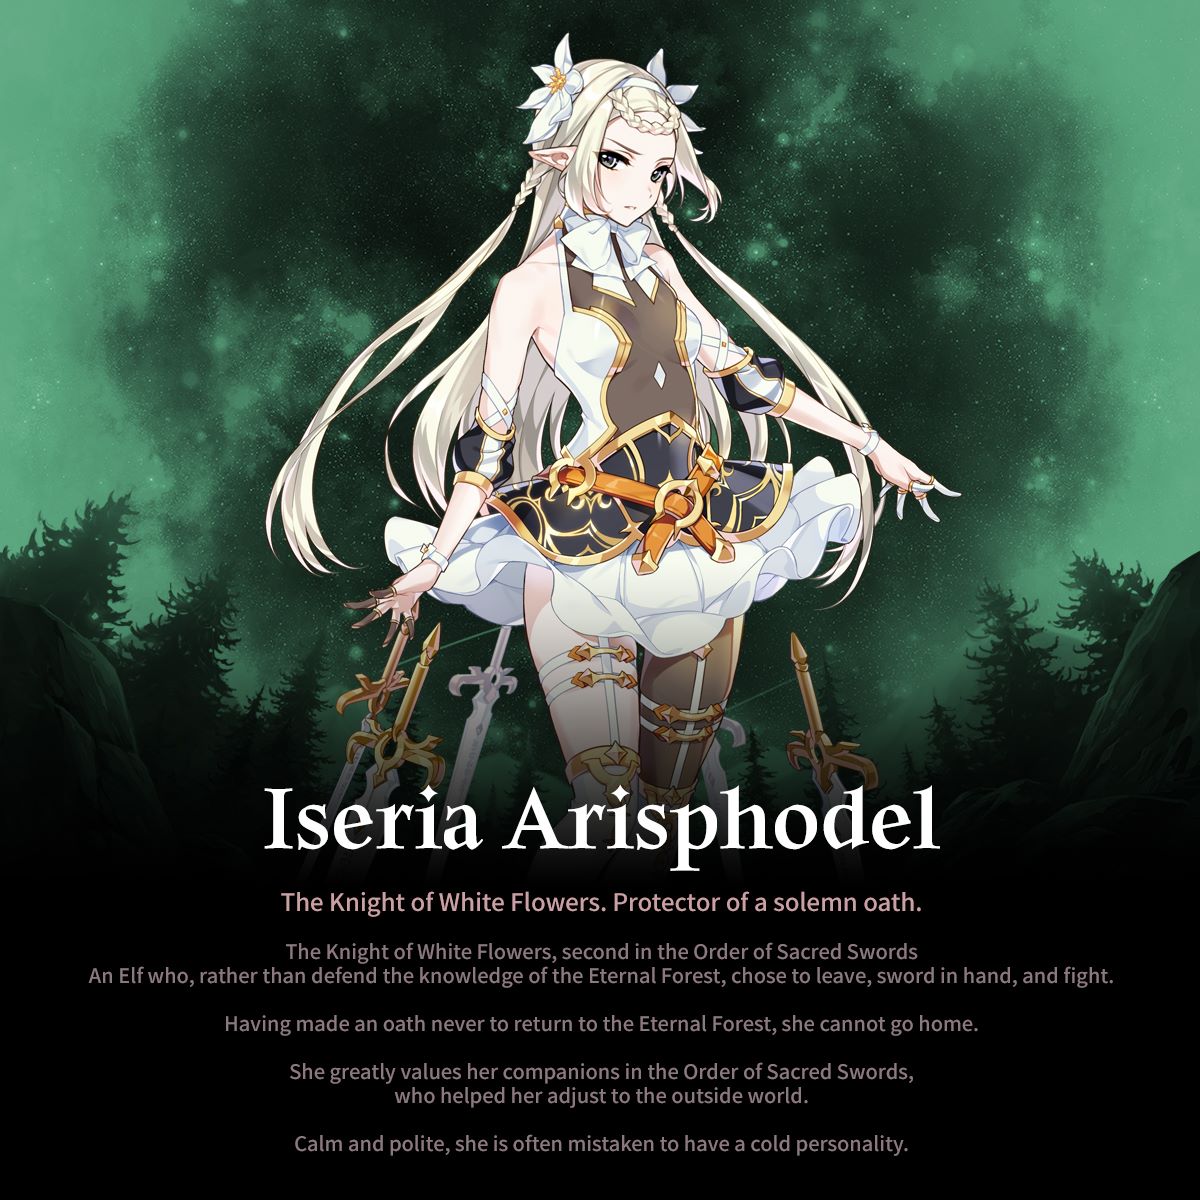 Iseria Arisphodel
The Knight of White Flowers. Protector of a solemn oath.
The Knight of White Flowers, second in the Order of Sacred Swords
An Elf who, rather than defend the knowledge of the Eternal Forest, chose to leave, sword in hand, and fight.
Having made an oath never to return to the Eternal Forest, she cannot go home.
She greatly values her companions in the Order of Sacred Swords,
who helped her adjust to the outside world.
Calm and polite, she is often mistaken to have a cold personality.